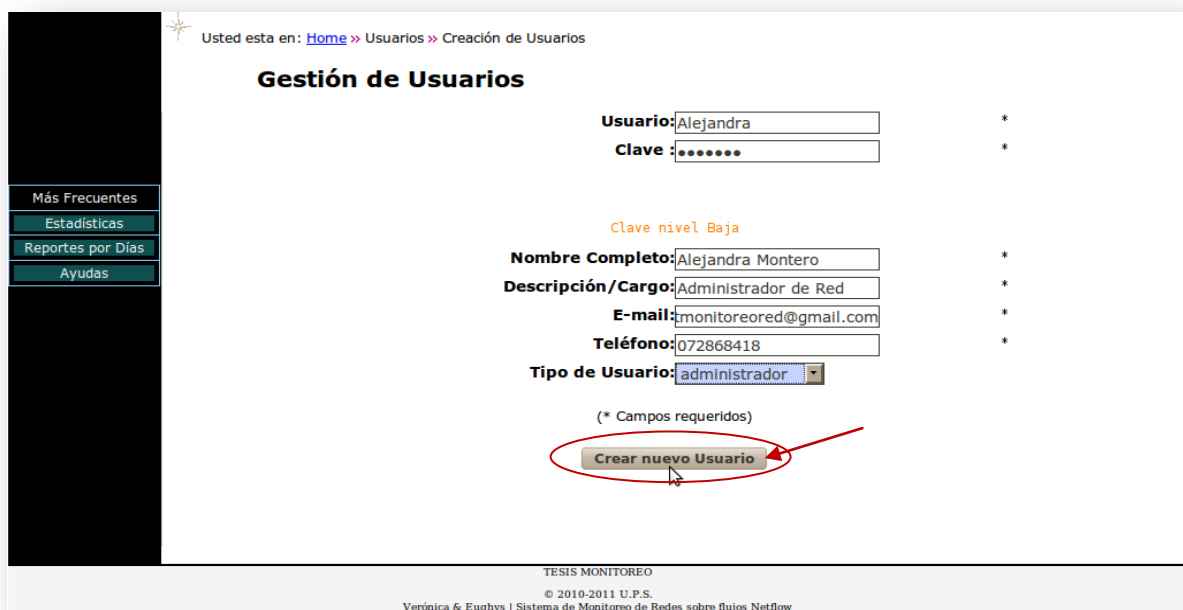 Usted esta en: Home » Usuarios » Creación de Usuarios
Gestión de Usuarios
Usuario: Alejandra *
Clave : ●●●●●●● *
Más Frecuentes
Estadísticas
Reportes por Días
Ayudas
Clave nivel Baja
Nombre Completo: Alejandra Montero *
Descripción/Cargo: Administrador de Red *
E-mail: tmonitoreored@gmail.com *
Teléfono: 072868418 *
Tipo de Usuario: administrador
(* Campos requeridos)
Crear nuevo Usuario
TESIS MONITOREO
© 2010-2011 U.P.S.
Verónica & Eughys | Sistema de Monitoreo de Redes sobre flujos Netflow